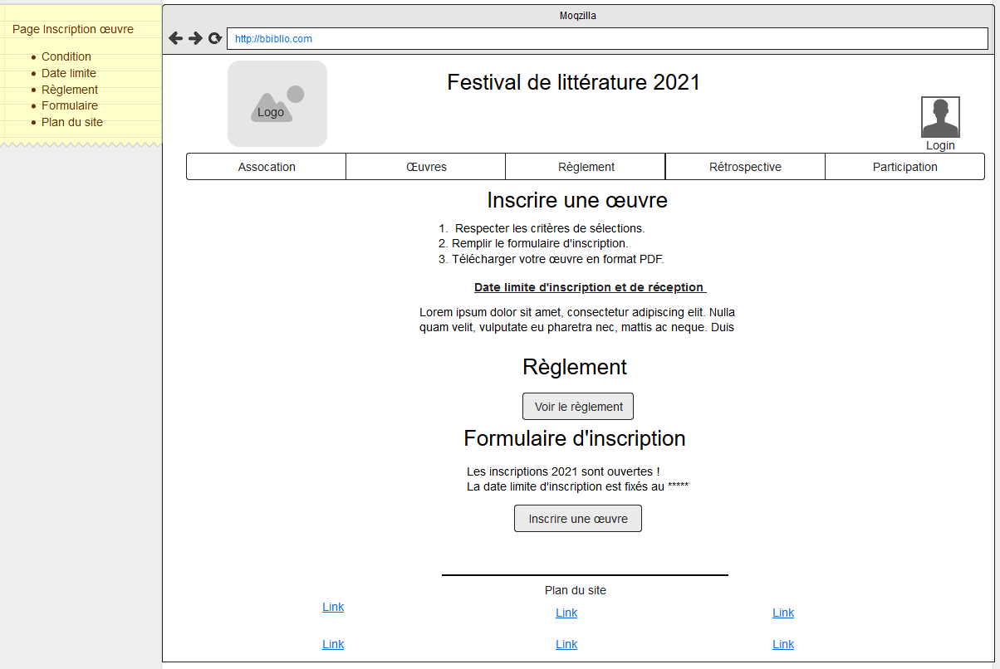 Page Inscription œuvre
Condition
Date limite
Règlement
Formulaire
Plan du site
Moqzilla
http://bbiblio.com
Logo
Festival de littérature 2021
Login
Assocation
Œuvres
Règlement
Rétrospective
Participation
Inscrire une œuvre
1. Respecter les critères de sélections.
2. Remplir le formulaire d'inscription.
3. Télécharger votre œuvre en format PDF.
Date limite d'inscription et de réception
Lorem ipsum dolor sit amet, consectetur adipiscing elit. Nulla
quam velit, vulputate eu pharetra nec, mattis ac neque. Duis
Règlement
Voir le règlement
Formulaire d'inscription
Les inscriptions 2021 sont ouvertes !
La date limite d'inscription est fixés au *****
Inscrire une œuvre
Plan du site
Link
Link
Link
Link
Link
Link